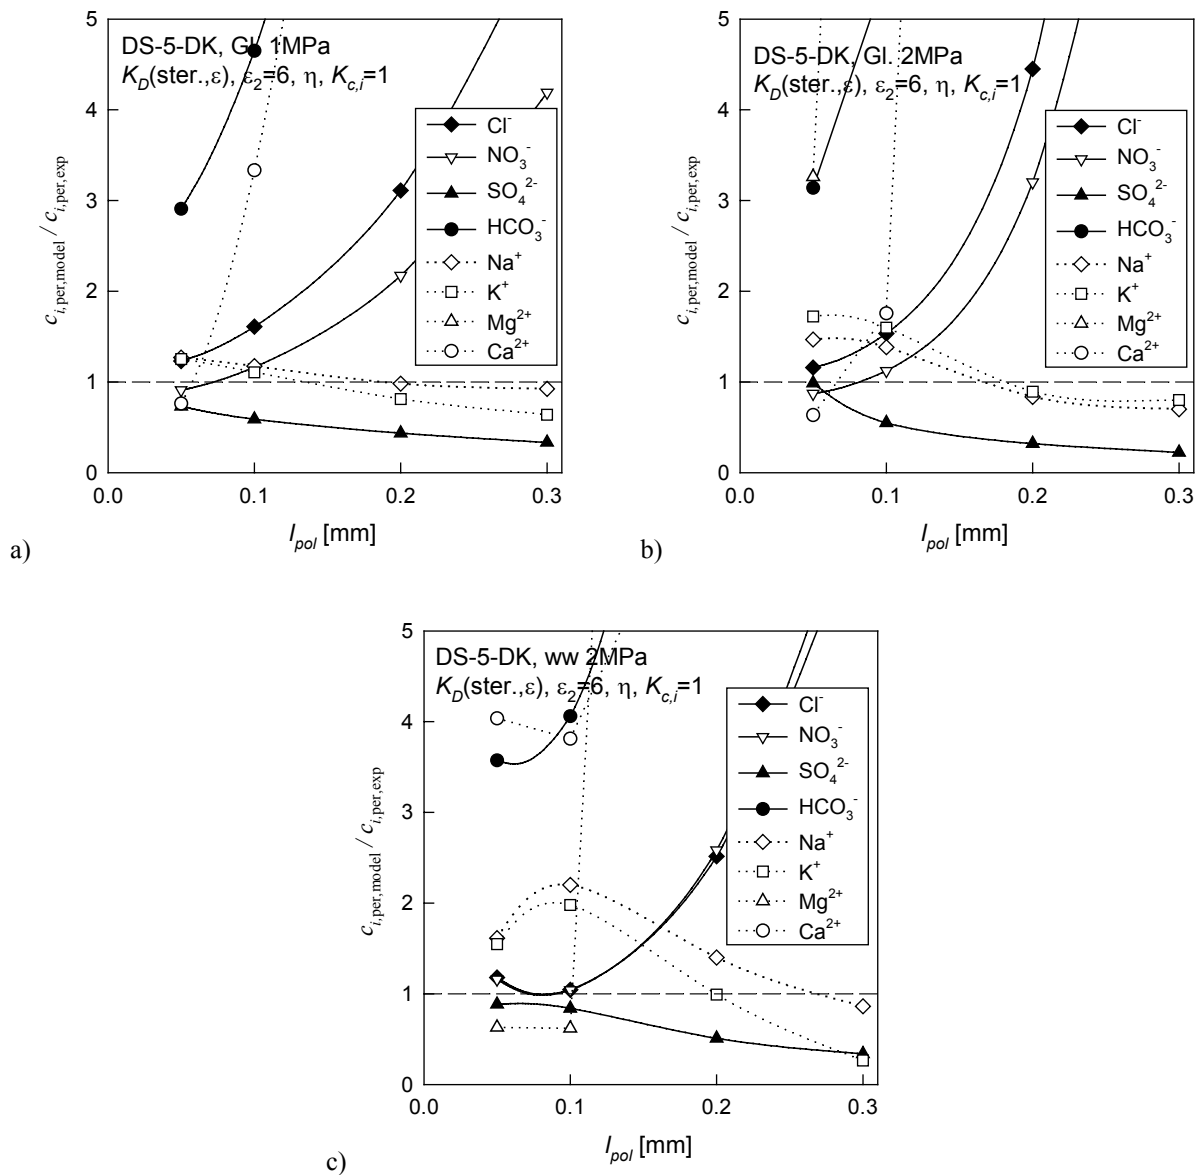 DS-5-DK, Gl. 1MPa
K_D(ster.,ε), ε₂=6, η, K_c,i=1
c_i,per,model / c_i,per,exp
5
4
3
2
1
0
Cl⁻
NO₃⁻
SO₄²⁻
HCO₃⁻
Na⁺
K⁺
Mg²⁺
Ca²⁺
0.0 0.1 0.2 0.3
l_pol [mm]
a)
DS-5-DK, Gl. 2MPa
K_D(ster.,ε), ε₂=6, η, K_c,i=1
c_i,per,model / c_i,per,exp
5
4
3
2
1
0
Cl⁻
NO₃⁻
SO₄²⁻
HCO₃⁻
Na⁺
K⁺
Mg²⁺
Ca²⁺
0.0 0.1 0.2 0.3
l_pol [mm]
b)
DS-5-DK, ww 2MPa
K_D(ster.,ε), ε₂=6, η, K_c,i=1
c_i,per,model / c_i,per,exp
5
4
3
2
1
0
Cl⁻
NO₃⁻
SO₄²⁻
HCO₃⁻
Na⁺
K⁺
Mg²⁺
Ca²⁺
0.0 0.1 0.2 0.3
l_pol [mm]
c)